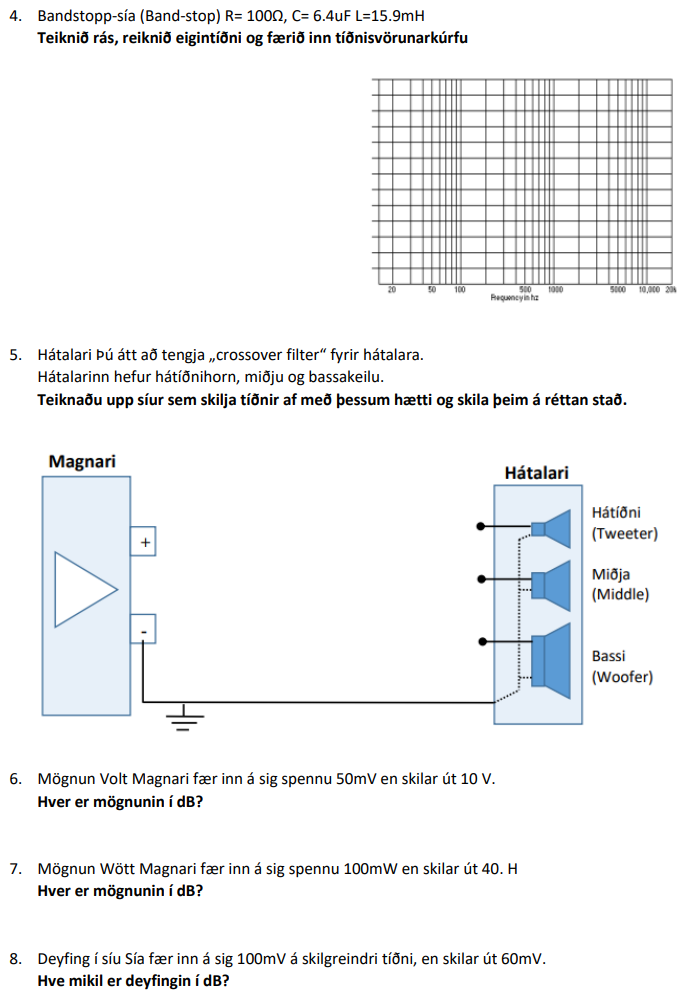 4. Bandstopp-sía (Band-stop) R= 100Ω, C= 6.4uF L=15.9mH
Teiknið rás, reiknið eigintíðni og færið inn tíðnisvörunarkúrfu
20 50 100 500 1000 5000 10,000 20k
Frequency in hz
5. Hátalari Þú átt að tengja „crossover filter“ fyrir hátalara.
Hátalarinn hefur hátíðnihorn, miðju og bassakeilu.
Teiknaðu upp síur sem skilja tíðnir af með þessum hætti og skila þeim á réttan stað.
Magnari
Hátalari
+
-
Hátíðni
(Tweeter)
Miðja
(Middle)
Bassi
(Woofer)
6. Mögnun Volt Magnari fær inn á sig spennu 50mV en skilar út 10 V.
Hver er mögnunin í dB?
7. Mögnun Wött Magnari fær inn á sig spennu 100mW en skilar út 40. H
Hver er mögnunin í dB?
8. Deyfing í síu Sía fær inn á sig 100mV á skilgreindri tíðni, en skilar út 60mV.
Hve mikil er deyfingin í dB?